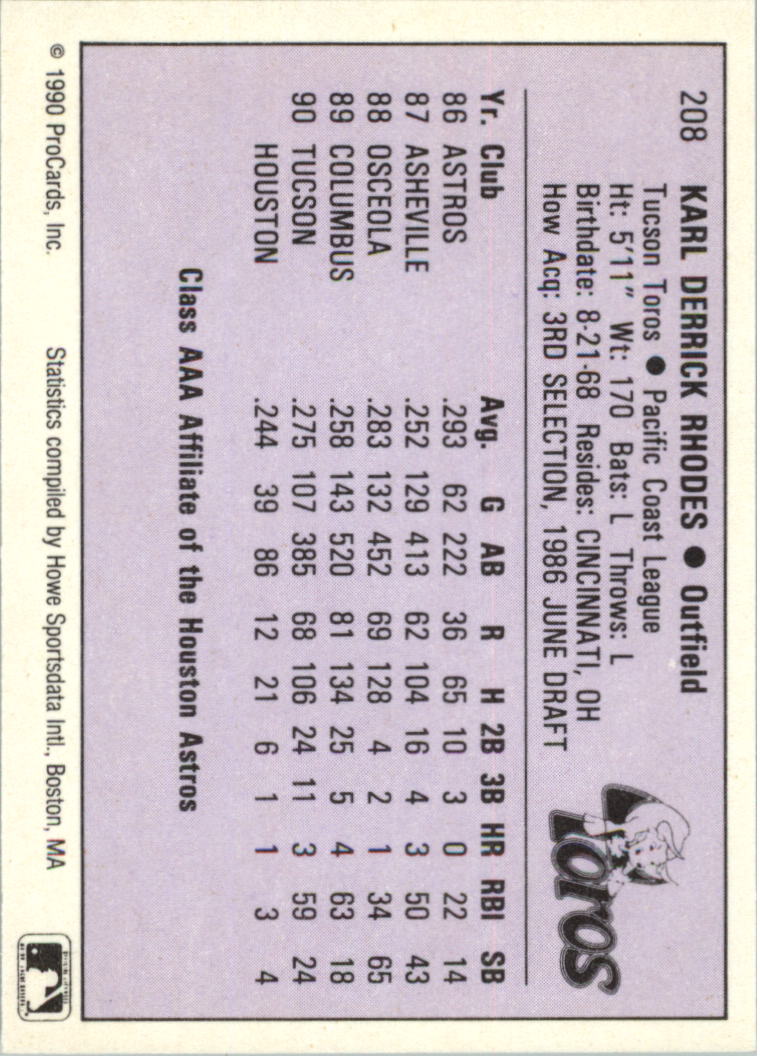 208 KARL DERRICK RHODES ● Outfield
Tucson Toros ● Pacific Coast League
Ht: 5'11" Wt: 170 Bats: L Throws: L
Birthdate: 8-21-68 Resides: CINCINNATI, OH
How Acq: 3RD SELECTION, 1986 JUNE DRAFT
Toros
Yr. Club Avg. G AB R H 2B 3B HR RBI SB
86 ASTROS .293 62 222 36 65 10 3 0 22 14
87 ASHEVILLE .252 129 413 62 104 16 4 3 50 43
88 OSCEOLA .283 132 452 69 128 4 2 1 34 65
89 COLUMBUS .258 143 520 81 134 25 5 4 63 18
90 TUCSON .275 107 385 68 106 24 11 3 59 24
HOUSTON .244 39 86 12 21 6 1 1 3 4
Class AAA Affiliate of the Houston Astros
© 1990 ProCards, Inc. Statistics compiled by Howe Sportsdata Intl., Boston, MA